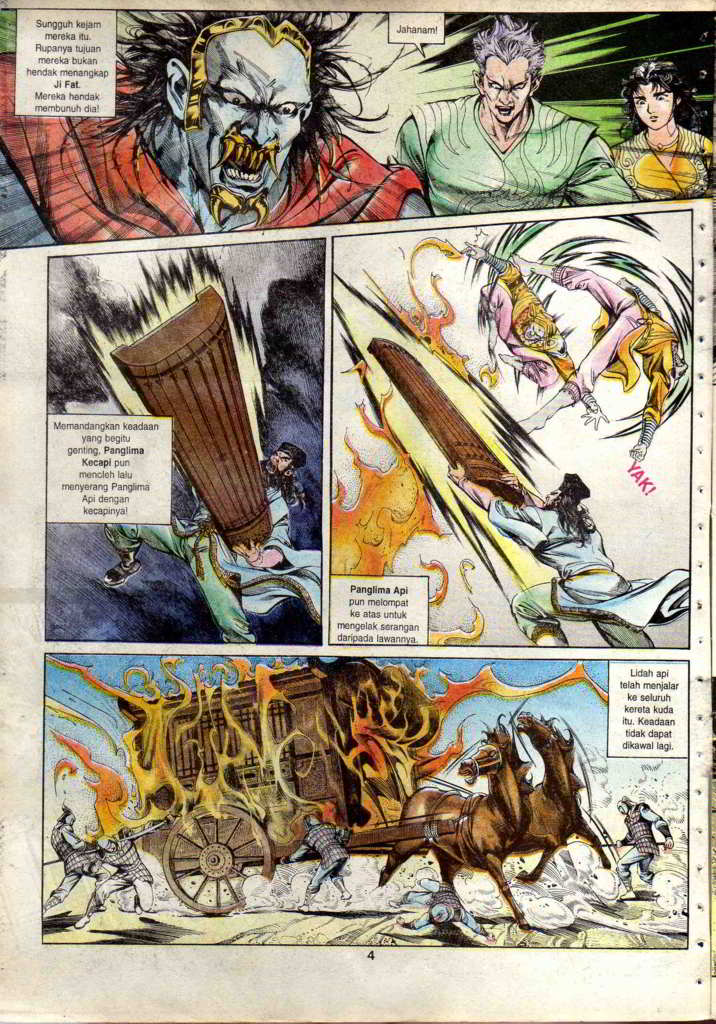 Sungguh kejam
mereka itu.
Rupanya tujuan
mereka bukan
hendak menangkap
Ji Fat.
Mereka hendak
membunuh dia!
Jahanam!
Memandangkan keadaan
yang begitu
genting, Panglima
Kecapi pun
menoleh lalu
menyerang Panglima
Api dengan
kecapinya!
YAK!
Panglima Api
pun melompat
ke atas untuk
mengelak serangan
daripada lawannya.
Lidah api
telah menjalar
ke seluruh
kereta kuda
itu. Keadaan
tidak dapat
dikawal lagi.
4